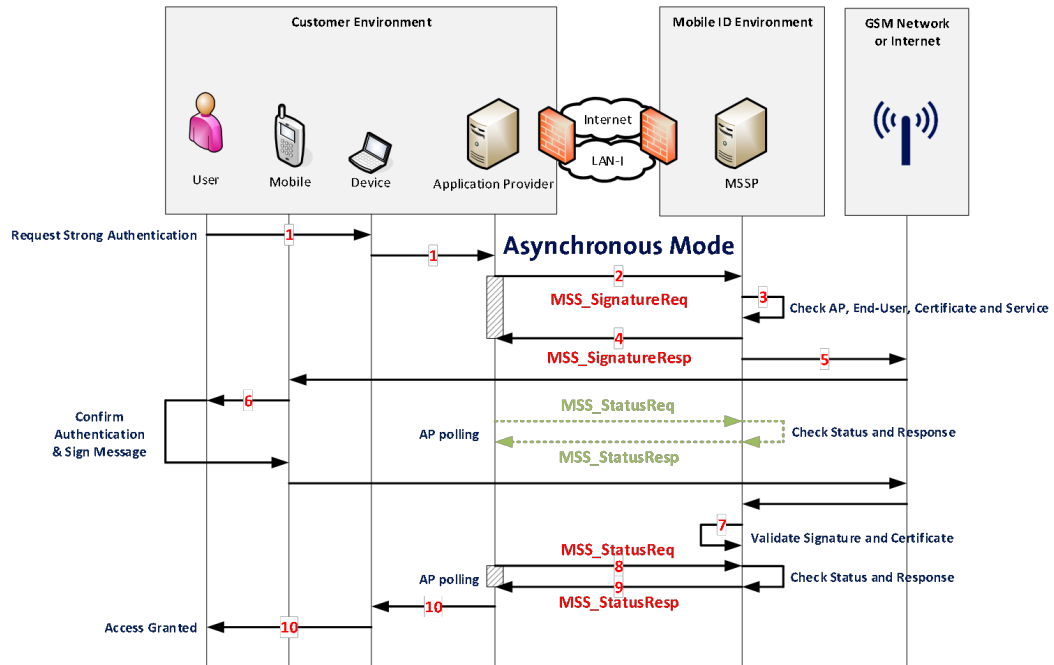 Customer Environment
Mobile ID Environment
GSM Network
or Internet
Internet
LAN-I
User
Mobile
Device
Application Provider
MSSP
Request Strong Authentication
1
1
Asynchronous Mode
2
MSS_SignatureReq
3
Check AP, End-User, Certificate and Service
4
MSS_SignatureResp
5
6
Confirm
Authentication
& Sign Message
MSS_StatusReq
AP polling
Check Status and Response
MSS_StatusResp
7
Validate Signature and Certificate
MSS_StatusReq
8
AP polling
Check Status and Response
9
MSS_StatusResp
10
Access Granted
10